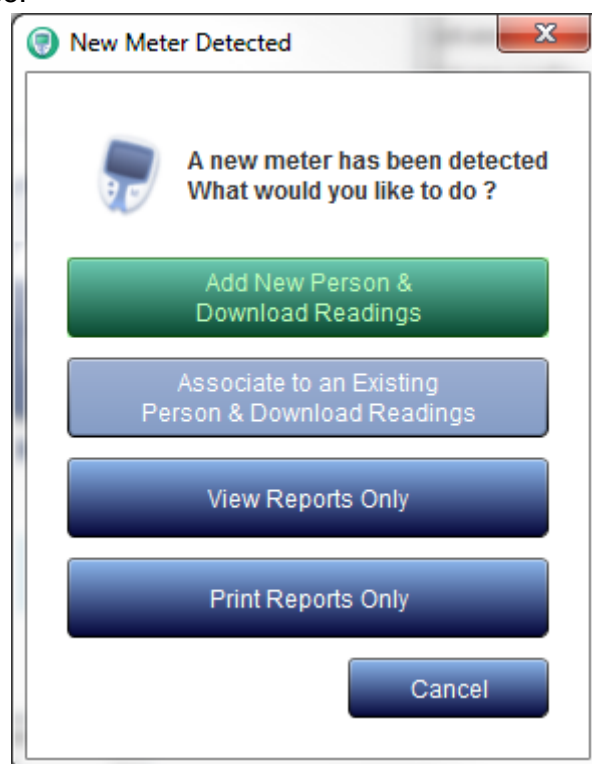 New Meter Detected
A new meter has been detected
What would you like to do ?
Add New Person &
Download Readings
Associate to an Existing
Person & Download Readings
View Reports Only
Print Reports Only
Cancel